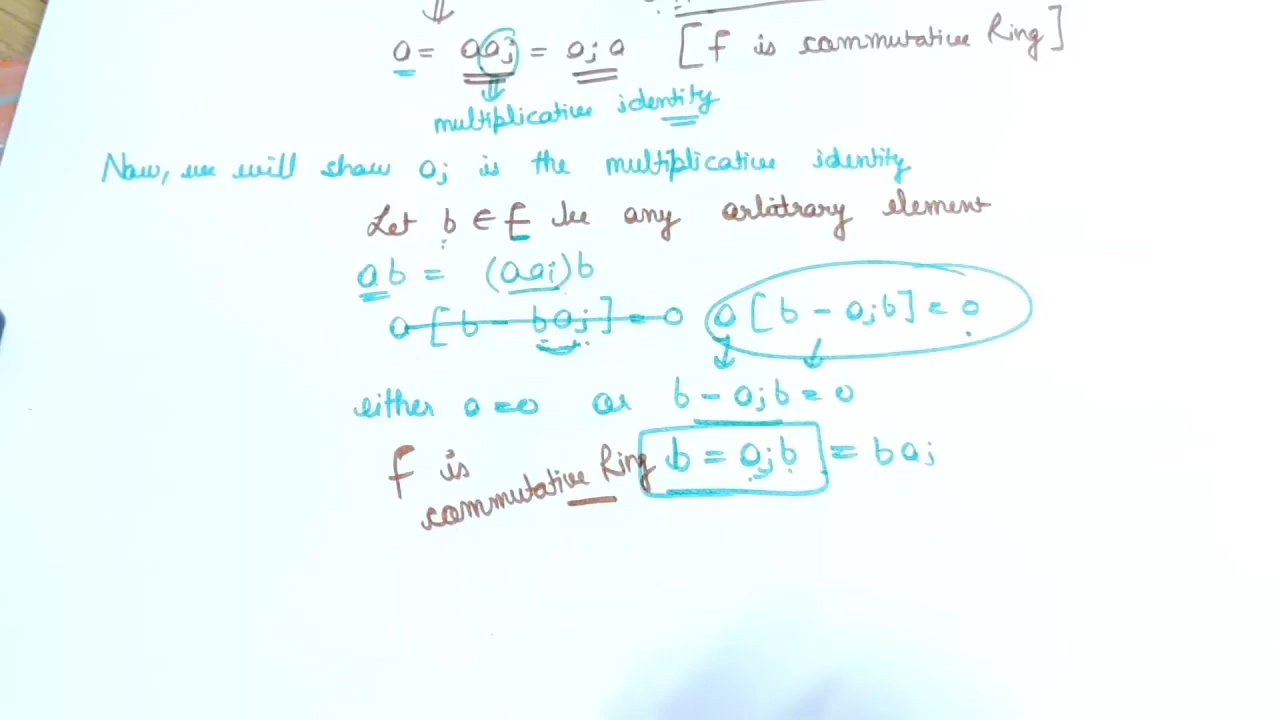 a = aaj = aja [F is commutative Ring]
multiplicative identity
Now, we will show aj is the multiplicative identity
Let b ∈ F be any arbitrary element
ab = (aai)b
a[b - baj] = 0 a[b - ajb] = 0
either a = 0 or b - ajb = 0
F is commutative Ring b = ajb = baj